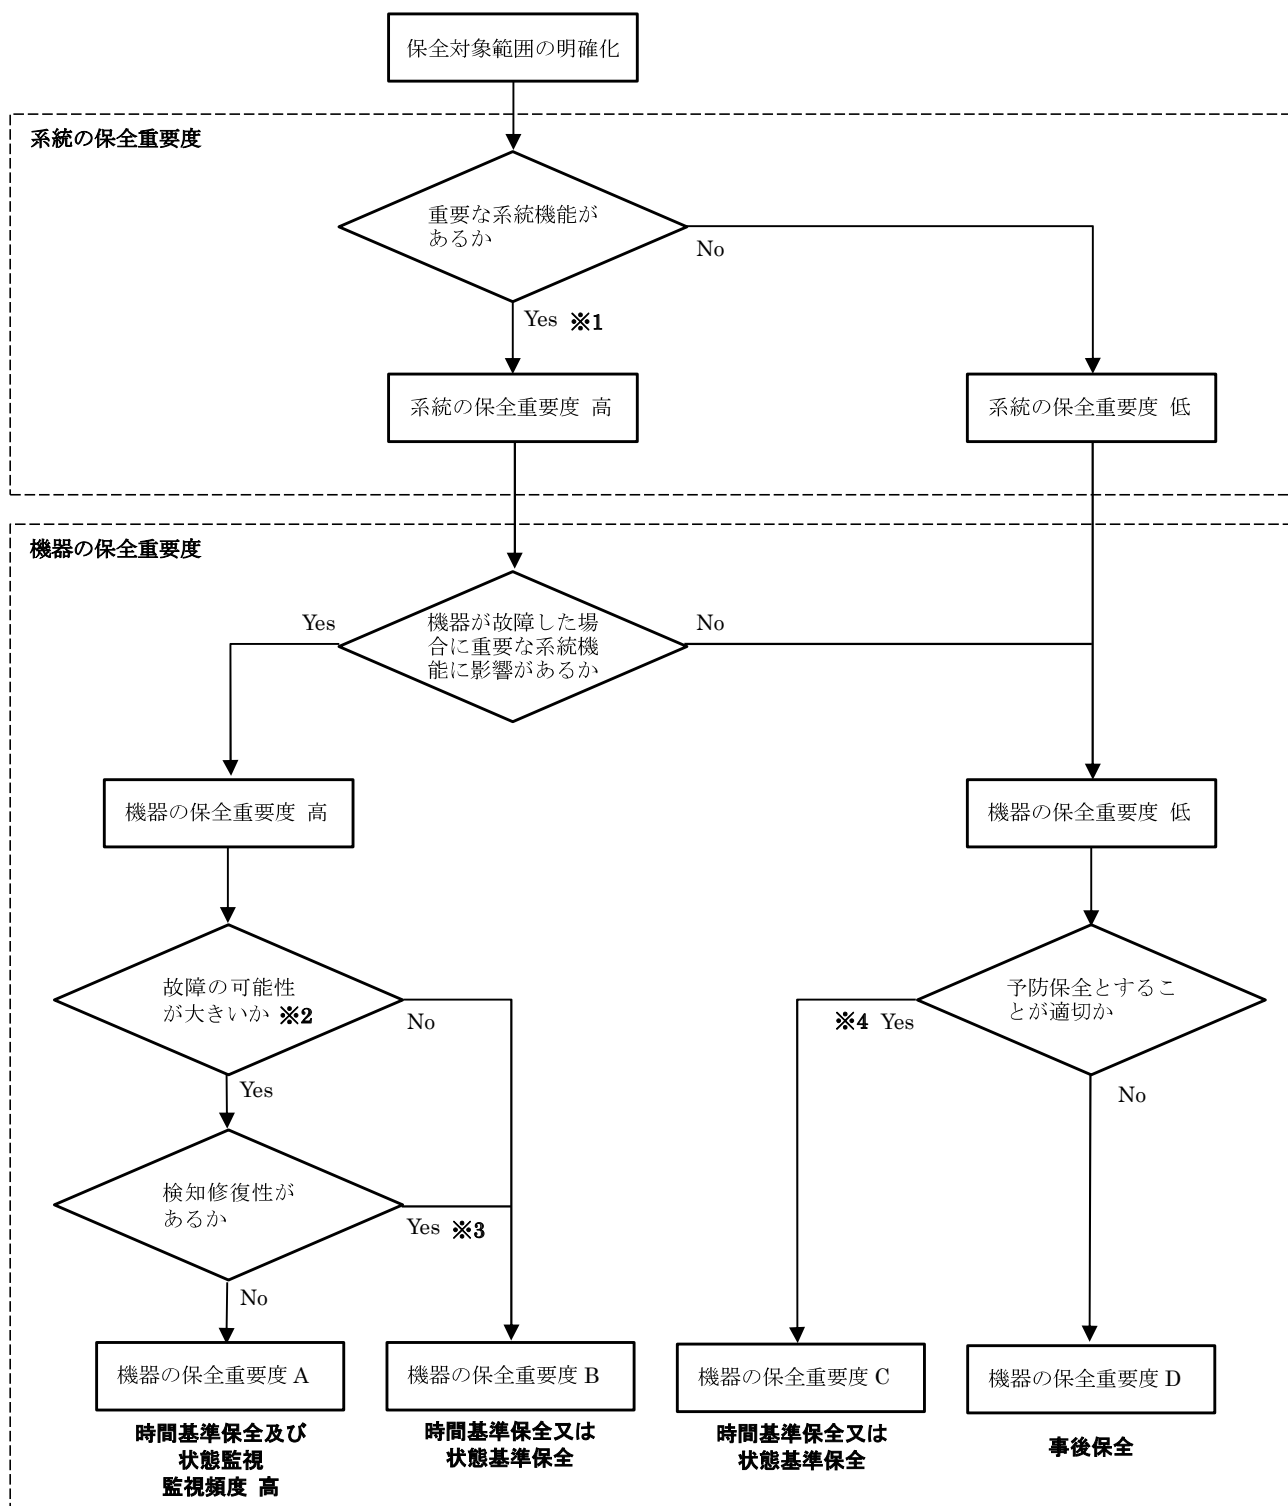 保全対象範囲の明確化
系統の保全重要度
重要な系統機能が
あるか
No
Yes ※1
系統の保全重要度 高
系統の保全重要度 低
機器の保全重要度
Yes
機器が故障した場
合に重要な系統機
能に影響があるか
No
機器の保全重要度 高
機器の保全重要度 低
故障の可能性
が大きいか ※2
No
Yes
予防保全とするこ
とが適切か
※4 Yes
No
検知修復性が
あるか
Yes ※3
No
機器の保全重要度 A
機器の保全重要度 B
機器の保全重要度 C
機器の保全重要度 D
時間基準保全及び
状態監視
監視頻度 高
時間基準保全又は
状態基準保全
時間基準保全又は
状態基準保全
事後保全